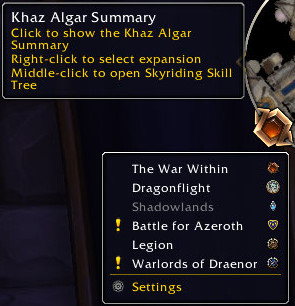 Khaz Algar Summary
Click to show the Khaz Algar
Summary
Right-click to select expansion
Middle-click to open Skyriding Skill
Tree
The War Within
Dragonflight
Shadowlands
! Battle for Azeroth
Legion
! Warlords of Draenor
Settings